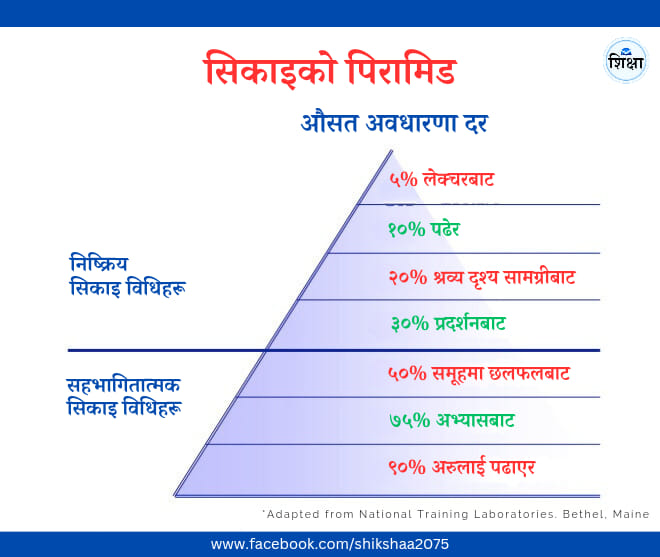 सिकाइको पिरामिड
शिक्षा
औसत अवधारणा दर
५% लेक्चरबाट
१०% पढेर
२०% श्रव्य दृश्य सामग्रीबाट
३०% प्रदर्शनबाट
निष्क्रिय
सिकाइ विधिहरू
५०% समूहमा छलफलबाट
७५% अभ्यासबाट
९०% अरुलाई पढाएर
सहभागितात्मक
सिकाइ विधिहरू
*Adapted from National Training Laboratories. Bethel, Maine
www.facebook.com/shikshaa2075